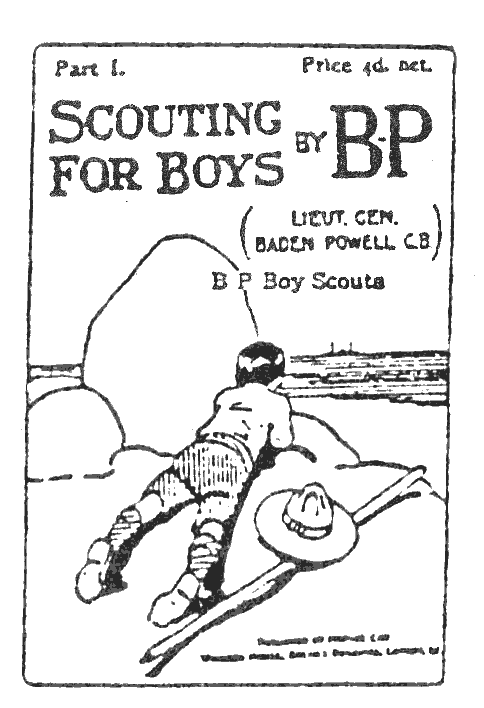 Part I.
Price 4d. net.
SCOUTING
FOR BOYS
BY B-P
(LIEUT. GEN.
BADEN POWELL C.B.)
B P Boy Scouts